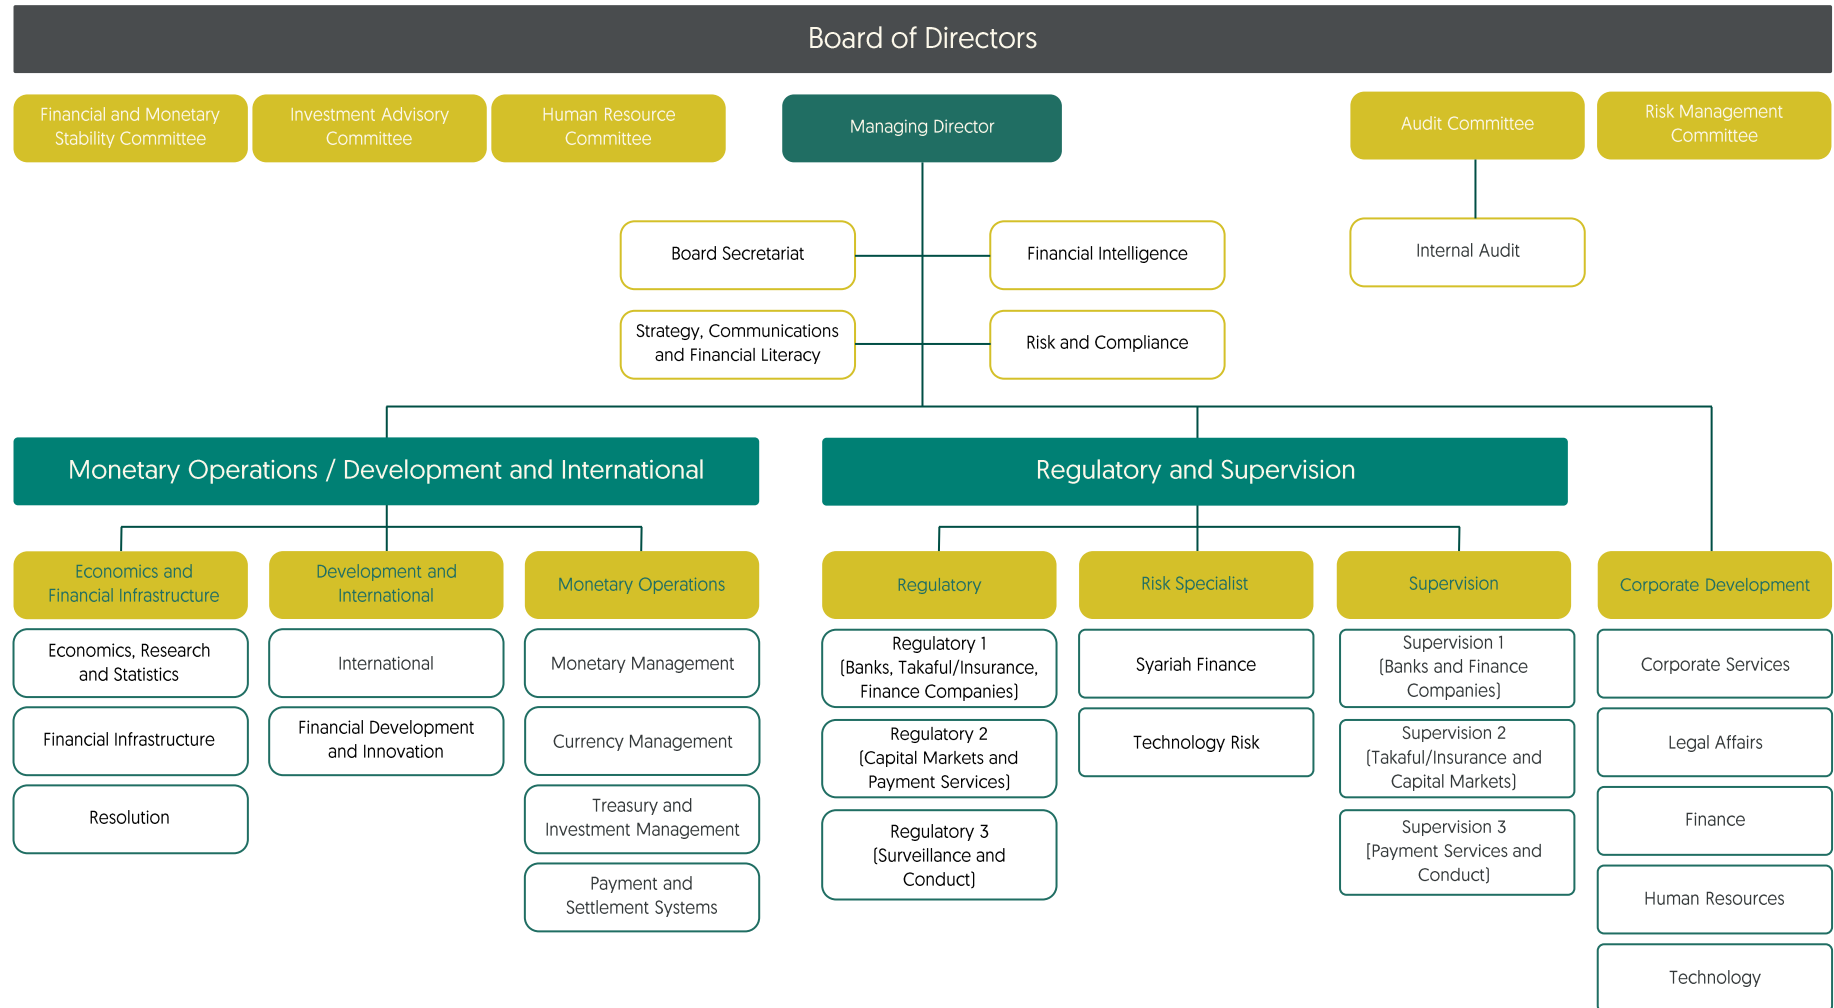 Board of Directors
Financial and Monetary
Stability Committee
Investment Advisory
Committee
Human Resource
Committee
Managing Director
Audit Committee
Risk Management
Committee
Board Secretariat
Financial Intelligence
Internal Audit
Strategy, Communications
and Financial Literacy
Risk and Compliance
Monetary Operations / Development and International
Regulatory and Supervision
Economics and
Financial Infrastructure
Development and
International
Monetary Operations
Regulatory
Risk Specialist
Supervision
Corporate Development
Economics, Research
and Statistics
Financial Infrastructure
Resolution
International
Financial Development
and Innovation
Monetary Management
Currency Management
Treasury and
Investment Management
Payment and
Settlement Systems
Regulatory 1
(Banks, Takaful/Insurance,
Finance Companies)
Regulatory 2
(Capital Markets and
Payment Services)
Regulatory 3
(Surveillance and
Conduct)
Syariah Finance
Technology Risk
Supervision 1
(Banks and Finance
Companies)
Supervision 2
(Takaful/Insurance and
Capital Markets)
Supervision 3
(Payment Services and
Conduct)
Corporate Services
Legal Affairs
Finance
Human Resources
Technology